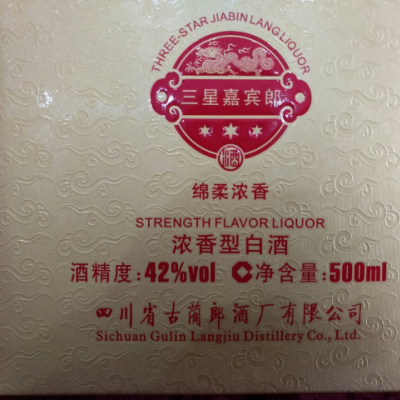 THREE-STAR JIABIN LANG LIQUOR
三星嘉宾郎
酒
绵柔浓香
STRENGTH FLAVOR LIQUOR
浓香型白酒
酒精度:42%vol 净含量:500ml
四川省古蔺郎酒厂有限公司
Sichuan Gulin Langjiu Distillery Co., Ltd.